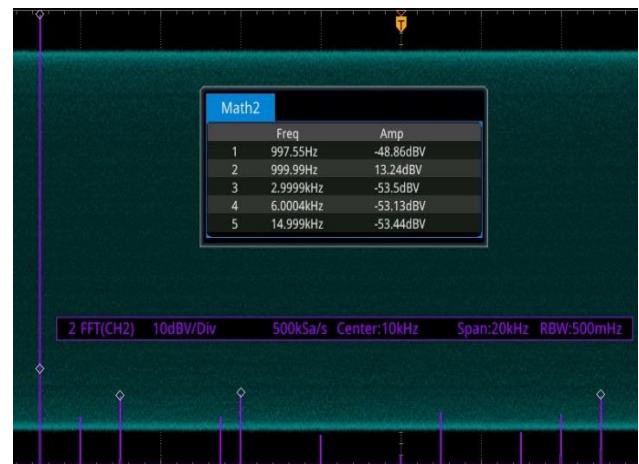 T
Math2
Freq Amp
1 997.55Hz -48.86dBV
2 999.99Hz 13.24dBV
3 2.9999kHz -53.5dBV
4 6.0004kHz -53.13dBV
5 14.999kHz -53.44dBV
2 FFT(CH2) 10dBV/Div 500kSa/s Center:10kHz Span:20kHz RBW:500mHz